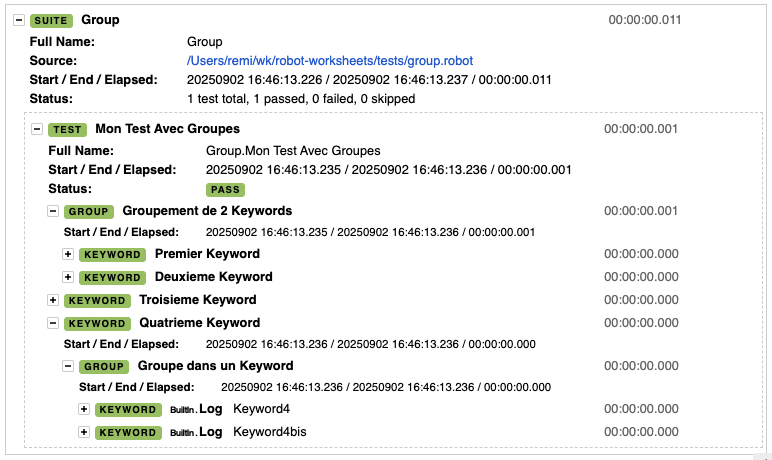 SUITE Group 00:00:00.011
Full Name: Group
Source: /Users/remi/wk/robot-worksheets/tests/group.robot
Start / End / Elapsed: 20250902 16:46:13.226 / 20250902 16:46:13.237 / 00:00:00.011
Status: 1 test total, 1 passed, 0 failed, 0 skipped
TEST Mon Test Avec Groupes 00:00:00.001
Full Name: Group.Mon Test Avec Groupes
Start / End / Elapsed: 20250902 16:46:13.235 / 20250902 16:46:13.236 / 00:00:00.001
Status: PASS
GROUP Groupement de 2 Keywords 00:00:00.001
Start / End / Elapsed: 20250902 16:46:13.235 / 20250902 16:46:13.236 / 00:00:00.001
KEYWORD Premier Keyword 00:00:00.000
KEYWORD Deuxieme Keyword 00:00:00.000
KEYWORD Troisieme Keyword 00:00:00.000
KEYWORD Quatrieme Keyword 00:00:00.000
Start / End / Elapsed: 20250902 16:46:13.236 / 20250902 16:46:13.236 / 00:00:00.000
GROUP Groupe dans un Keyword 00:00:00.000
Start / End / Elapsed: 20250902 16:46:13.236 / 20250902 16:46:13.236 / 00:00:00.000
KEYWORD BuiltIn.Log Keyword4 00:00:00.000
KEYWORD BuiltIn.Log Keyword4bis 00:00:00.000